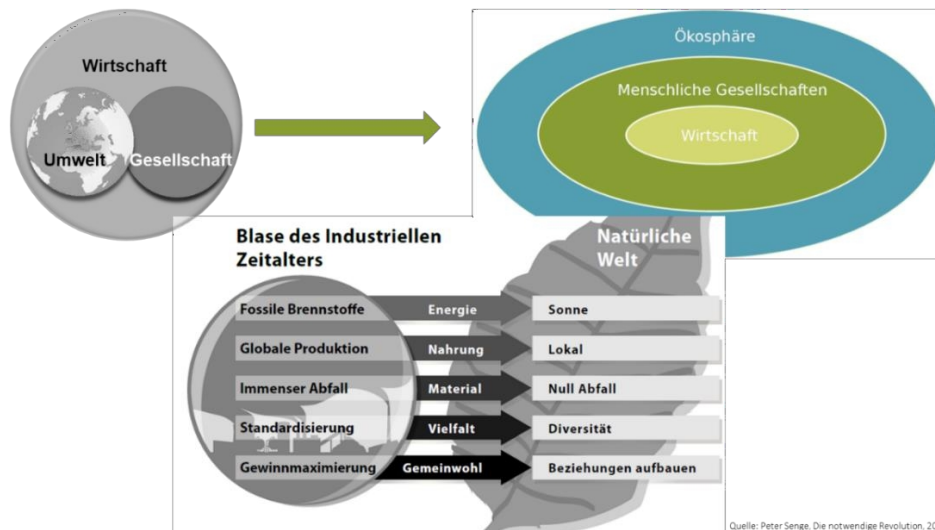 Wirtschaft
Umwelt
Gesellschaft
Ökosphäre
Menschliche Gesellschaften
Wirtschaft
Blase des Industriellen
Zeitalters
Natürliche
Welt
Fossile Brennstoffe Energie Sonne
Globale Produktion Nahrung Lokal
Immenser Abfall Material Null Abfall
Standardisierung Vielfalt Diversität
Gewinnmaximierung Gemeinwohl Beziehungen aufbauen
Quelle: Peter Senge, Die notwendige Revolution, 20